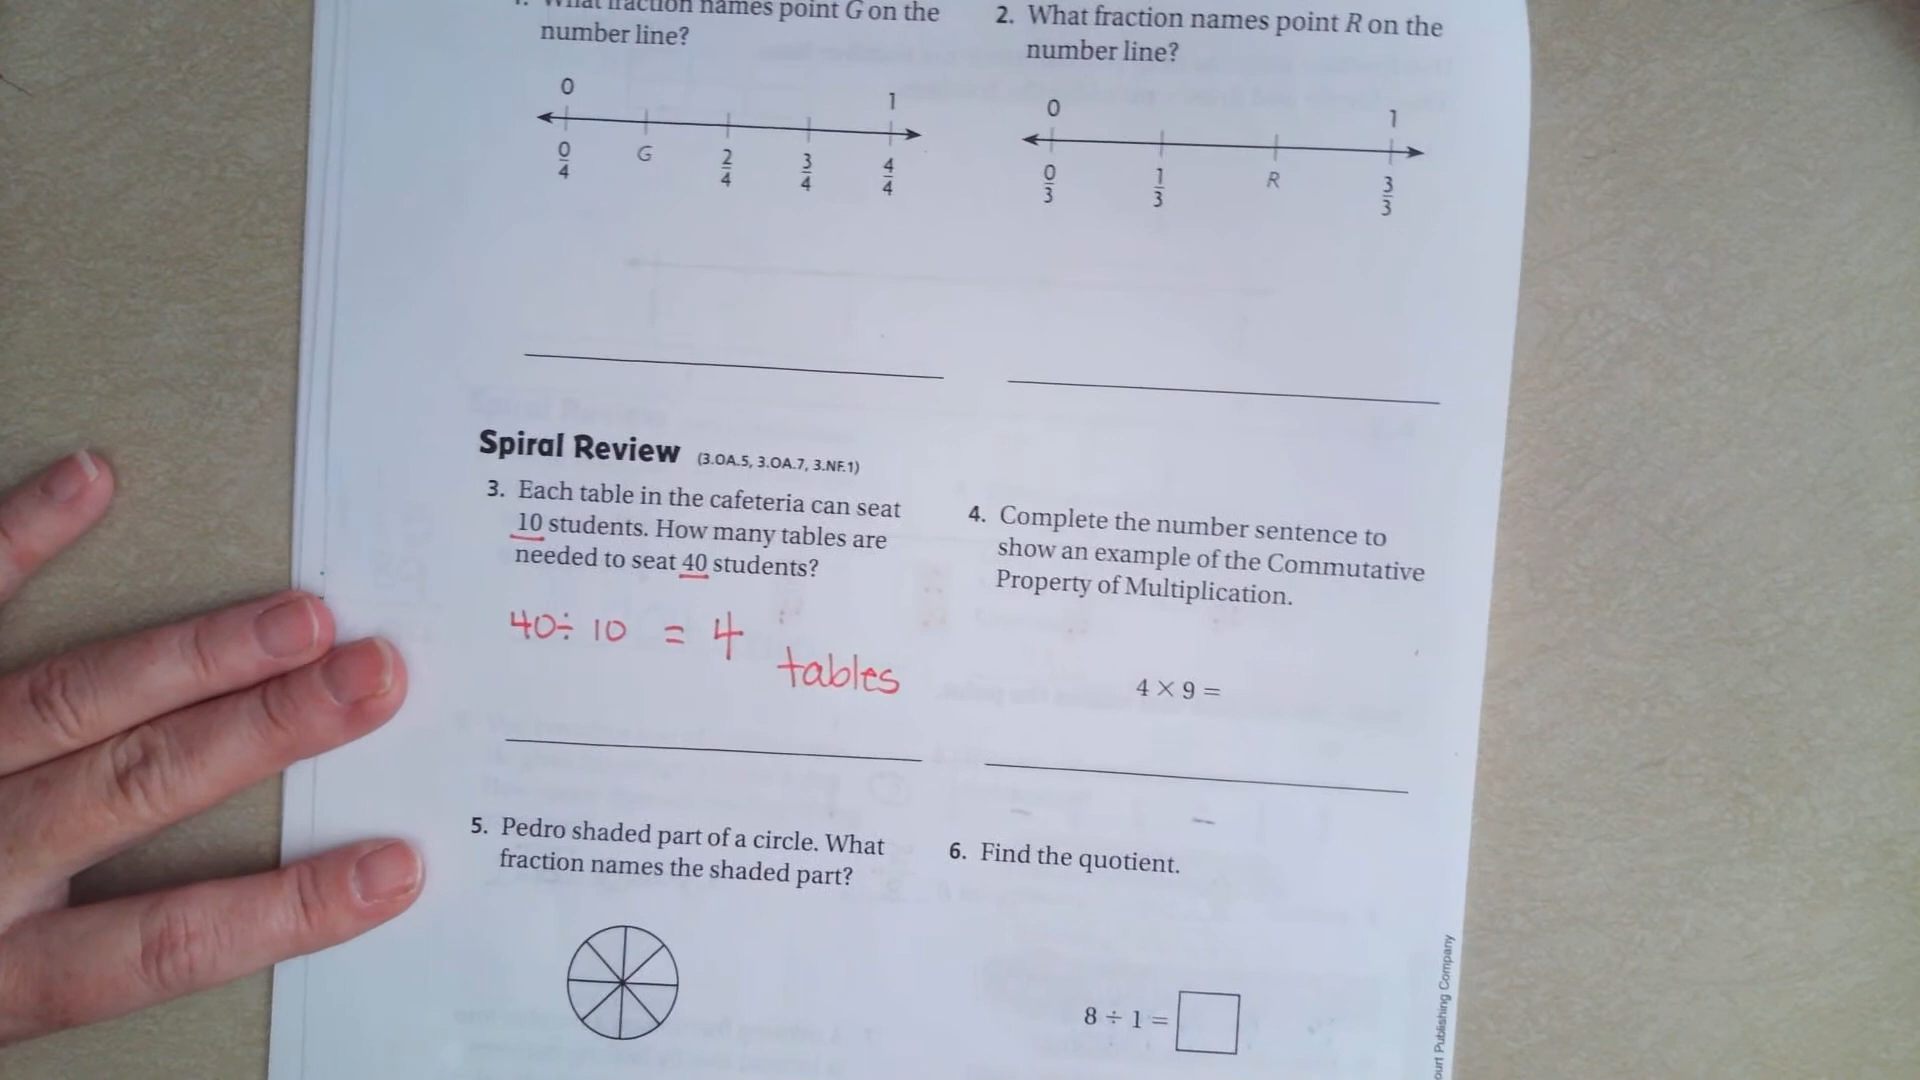 1. What fraction names point G on the
number line?
0 1
0/4 G 2/4 3/4 4/4
2. What fraction names point R on the
number line?
0 1
0/3 1/3 R 3/3
Spiral Review (3.OA.5, 3.OA.7, 3.NF.1)
3. Each table in the cafeteria can seat
10 students. How many tables are
needed to seat 40 students?
40 ÷ 10 = 4
tables
4. Complete the number sentence to
show an example of the Commutative
Property of Multiplication.
4 × 9 =
5. Pedro shaded part of a circle. What
fraction names the shaded part?
6. Find the quotient.
8 ÷ 1 =
Publishing Company